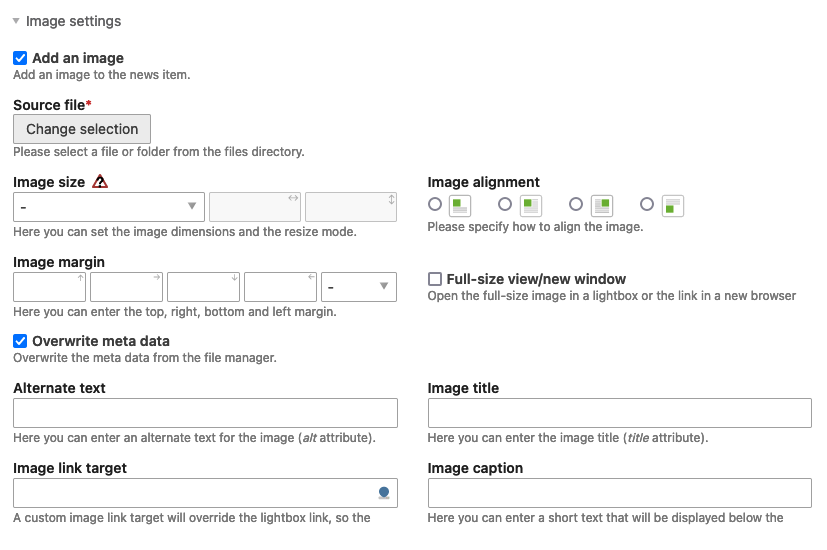 Image settings
Add an image
Add an image to the news item.
Source file*
Change selection
Please select a file or folder from the files directory.
Image size
-
Here you can set the image dimensions and the resize mode.
Image alignment
Please specify how to align the image.
Image margin
-
Here you can enter the top, right, bottom and left margin.
Full-size view/new window
Open the full-size image in a lightbox or the link in a new browser
Overwrite meta data
Overwrite the meta data from the file manager.
Alternate text
Here you can enter an alternate text for the image (alt attribute).
Image title
Here you can enter the image title (title attribute).
Image link target
A custom image link target will override the lightbox link, so the
Image caption
Here you can enter a short text that will be displayed below the